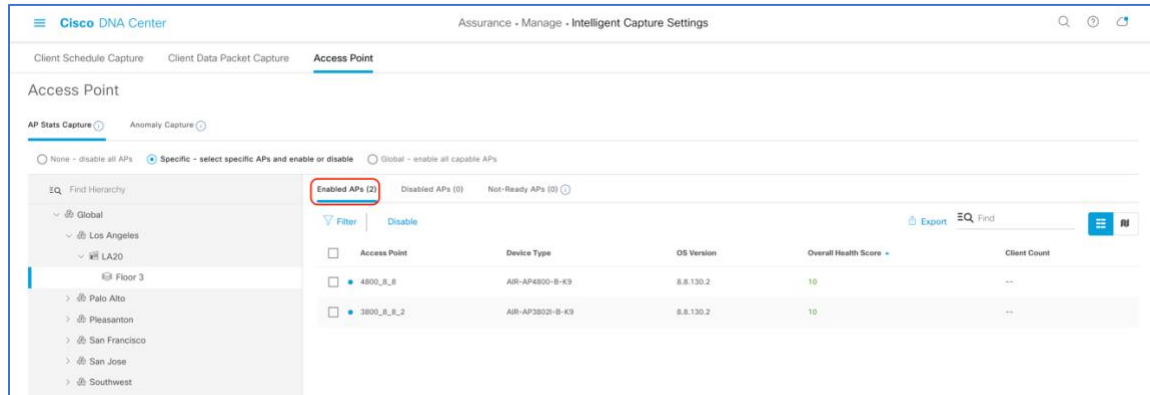 Cisco DNA Center
Assurance • Manage • Intelligent Capture Settings
Client Schedule Capture Client Data Packet Capture Access Point
Access Point
AP Stats Capture Anomaly Capture
None - disable all APs Specific - select specific APs and enable or disable Global - enable all capable APs
Find Hierarchy
Global
Los Angeles
LA20
Floor 3
Palo Alto
Pleasanton
San Francisco
San Jose
Southwest
Enabled APs (2) Disabled APs (0) Not-Ready APs (0)
Filter Disable Export Find
Access Point Device Type OS Version Overall Health Score Client Count
4800_8_8 AIR-AP4800-B-K9 8.8.130.2 10 --
3800_8_8_2 AIR-AP3802I-B-K9 8.8.130.2 10 --